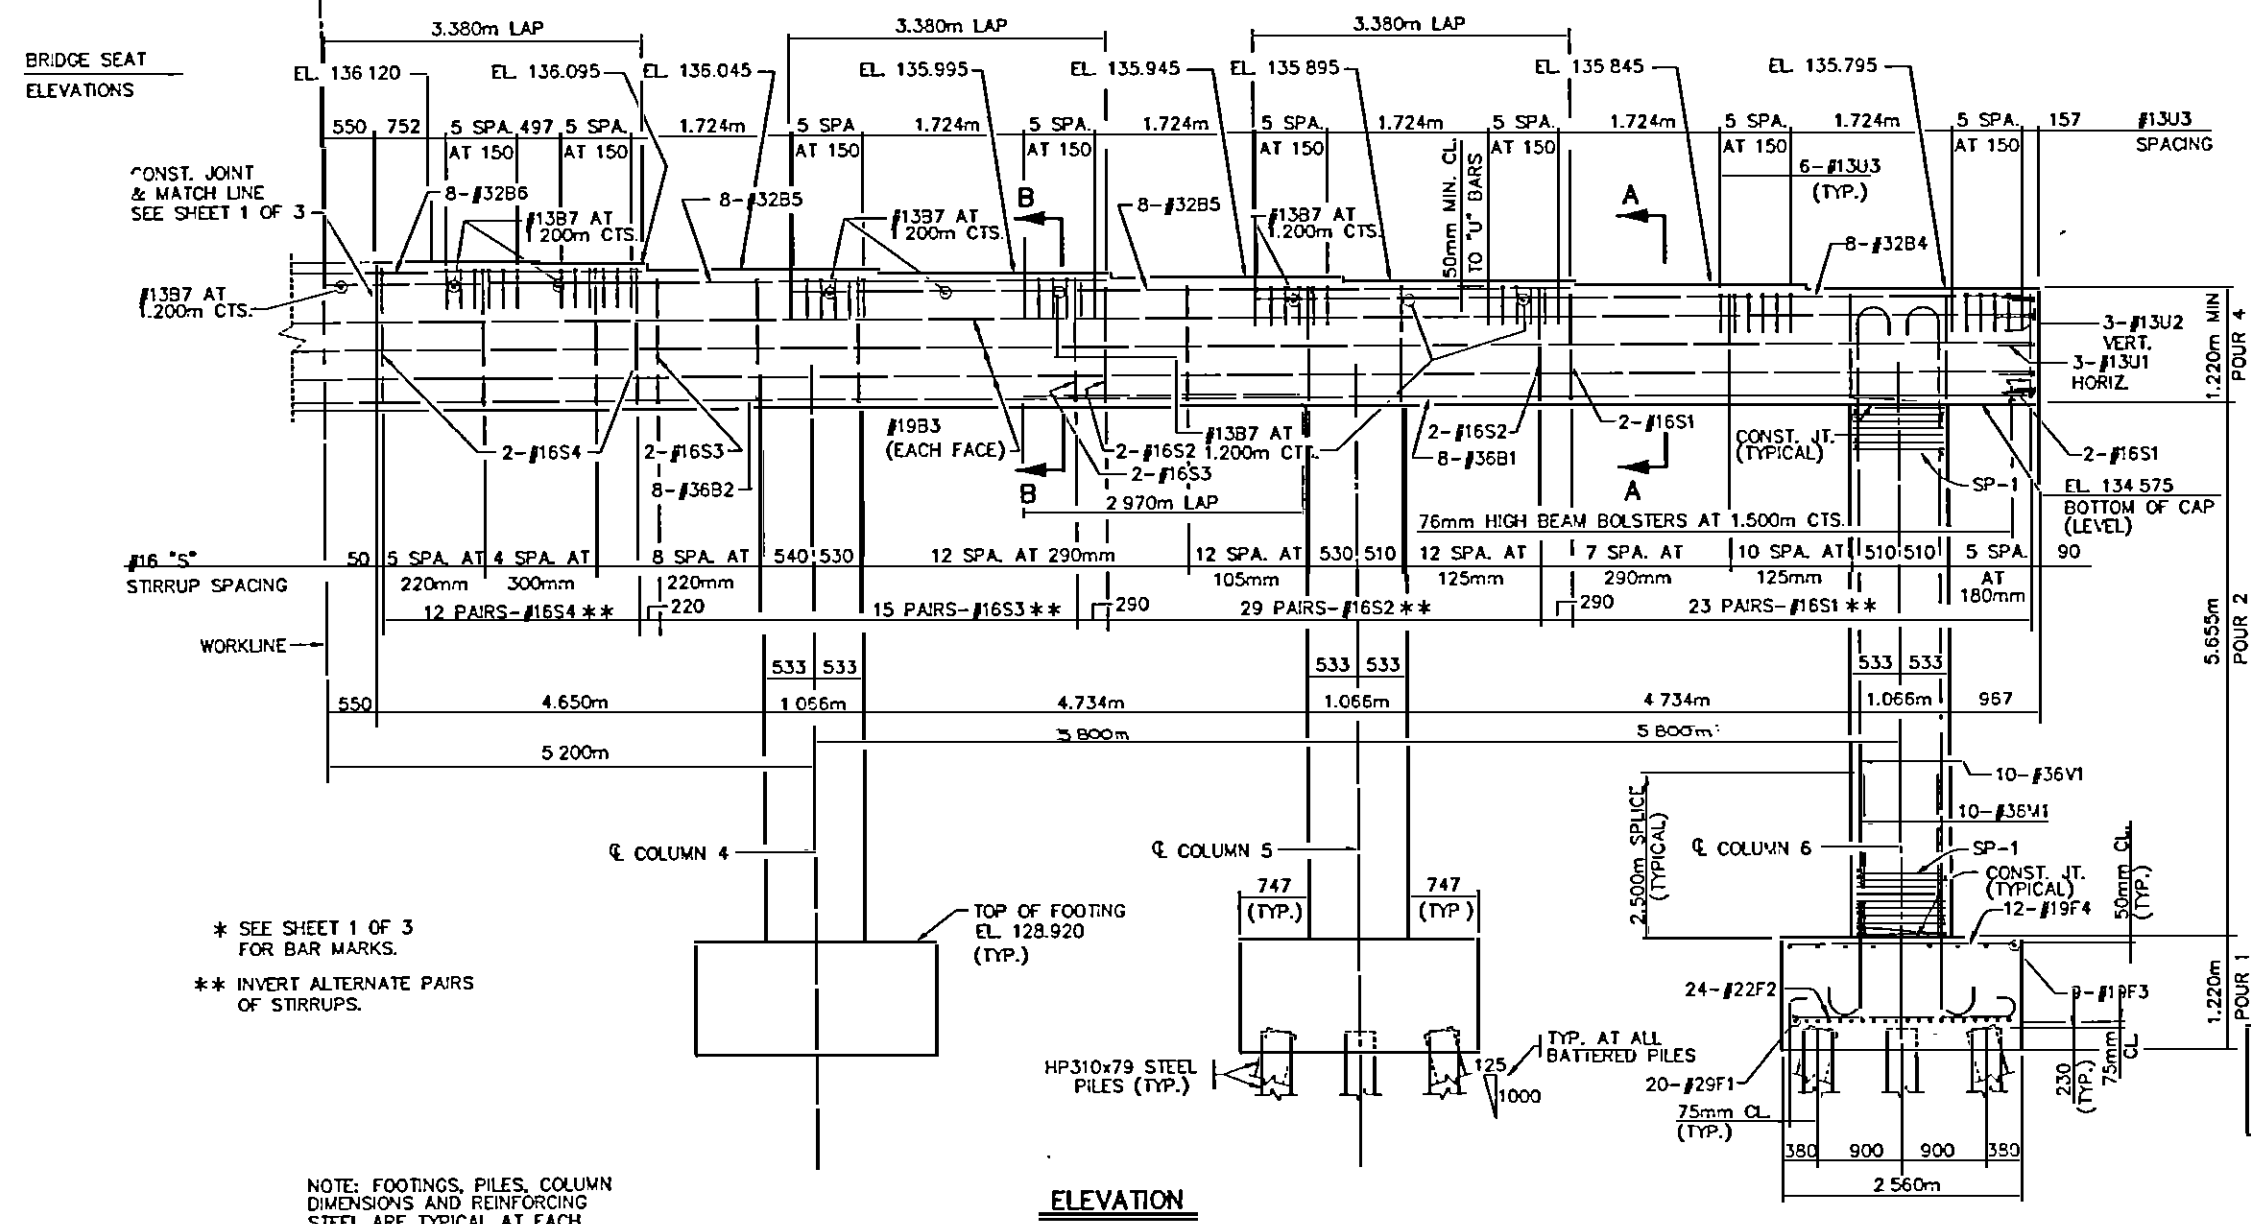 3.380m LAP 3.380m LAP 3.380m LAP
BRIDGE SEAT
ELEVATIONS
EL. 136 120 EL. 136.095 EL. 136.045 EL. 135.995 EL. 135.945 EL. 135 895 EL. 135 845 EL. 135.795
550 752 5 SPA. 497 5 SPA. 1.724m 5 SPA 1.724m 5 SPA. 1.724m 5 SPA. 1.724m 5 SPA. 1.724m 5 SPA. 1.724m 5 SPA. 157 #13U3
AT 150 AT 150 AT 150 AT 150 AT 150 AT 150 AT 150 AT 150 SPACING
CONST. JOINT
& MATCH LINE
SEE SHEET 1 OF 3
8-#32B6
#13B7 AT
1.200m CTS.
8-#32B5
#13B7 AT
1.200m CTS.
B
8-#32B5
#13B7 AT
1.200m CTS.
50mm MIN. CL.
TO "U" BARS
A
6-#13U3
(TYP.)
8-#32B4
#13B7 AT
1.200m CTS.
3-#13U2
VERT.
3-#13U1
HORIZ
1.220m MIN
POUR 4
2-#16S4
2-#16S3
8-#36B2
#19B3
(EACH FACE)
B
2-#16S2
2-#16S3
#13B7 AT
1.200m CT
2 970m LAP
2-#16S2
8-#36B1
2-#16S1
A
CONST. JT.
(TYPICAL)
SP-1
2-#16S1
EL. 134 575
BOTTOM OF CAP
(LEVEL)
76mm HIGH BEAM BOLSTERS AT 1.500m CTS.
#16 "S"
STIRRUP SPACING
50 5 SPA. AT 4 SPA. AT 8 SPA. AT 540 530 12 SPA. AT 290mm 12 SPA. AT 530 510 12 SPA. AT 7 SPA. AT 10 SPA. AT 510 510 5 SPA. 90
220mm 300mm 220mm 105mm 125mm 290mm 125mm AT
180mm
12 PAIRS-#16S4 ** 220 15 PAIRS-#16S3 ** 290 29 PAIRS-#16S2 ** 290 23 PAIRS-#16S1 **
WORKLINE
5.655m
POUR 2
533 533 533 533 533 533
550 4.650m 1 066m 4.734m 1.066m 4 734m 1.066m 967
5 200m 5 800m 5 800m
10-#36V1
10-#36M1
2.500m SPLICE
(TYPICAL)
℄ COLUMN 4 ℄ COLUMN 5 ℄ COLUMN 6
SP-1
CONST. JT.
(TYPICAL)
12-#19F4
50mm CL.
(TYP.)
747
(TYP.)
747
(TYP)
TOP OF FOOTING
EL. 128.920
(TYP.)
* SEE SHEET 1 OF 3
FOR BAR MARKS.
** INVERT ALTERNATE PAIRS
OF STIRRUPS.
24-#22F2
#19F3
1.220m
POUR 1
HP310x79 STEEL
PILES (TYP.)
125
1000
TYP. AT ALL
BATTERED PILES
20-#29F1
75mm CL.
(TYP.)
230
(TYP.)
75mm
CL.
380 900 900 380
2 560m
NOTE: FOOTINGS, PILES, COLUMN
DIMENSIONS AND REINFORCING
STEEL ARE TYPICAL AT EACH
ELEVATION